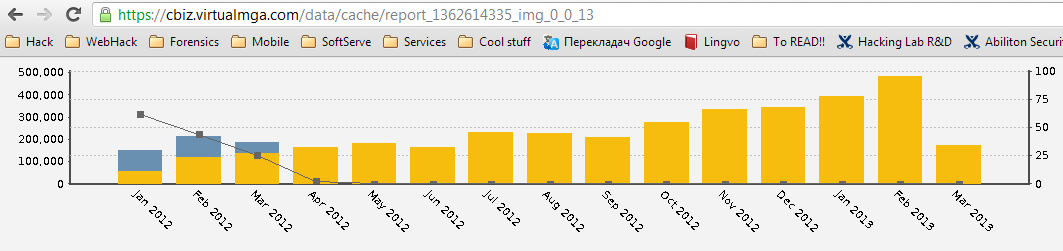 https://cbiz.virtualmga.com/data/cache/report_1362614335_img_0_0_13
Hack WebHack Forensics Mobile SoftServe Services Cool stuff Перекладач Google Lingvo To READ!! Hacking Lab R&D Abiliton Securit
500,000 100
400,000 75
300,000 50
200,000 25
100,000
0 0
Jan 2012 Feb 2012 Mar 2012 Apr 2012 May 2012 Jun 2012 Jul 2012 Aug 2012 Sep 2012 Oct 2012 Nov 2012 Dec 2012 Jan 2013 Feb 2013 Mar 2013